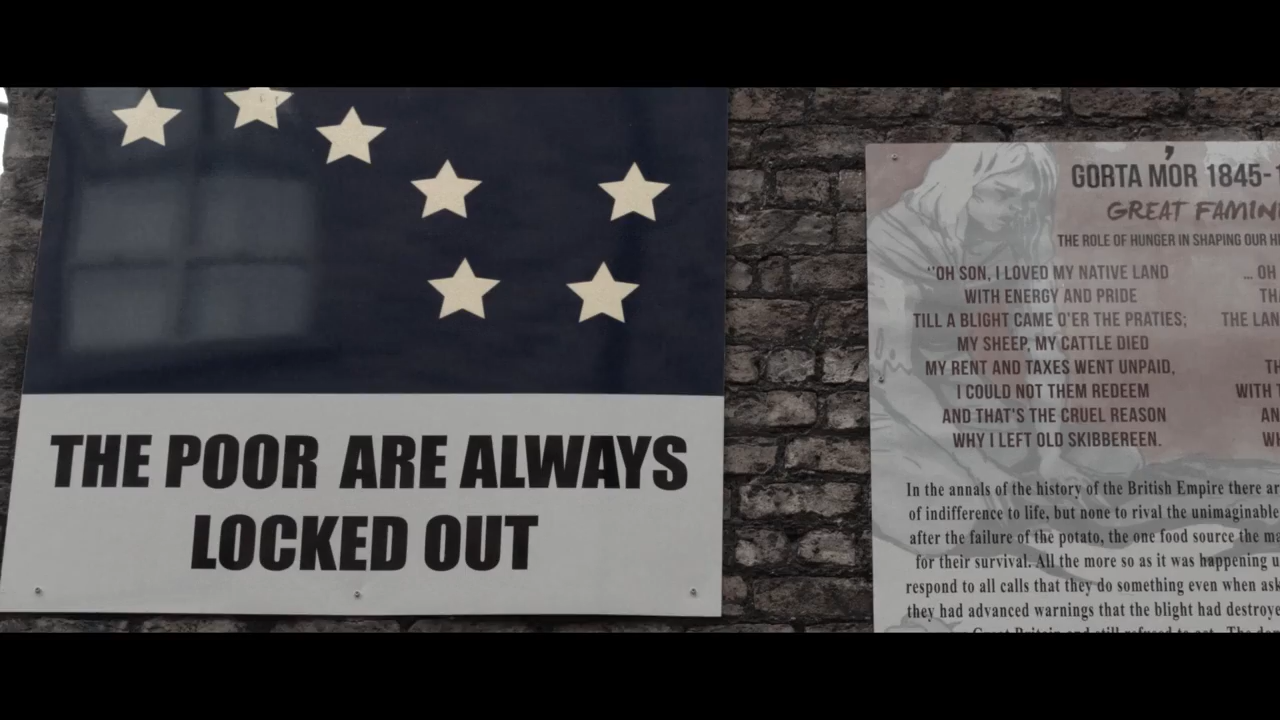 THE POOR ARE ALWAYS
LOCKED OUT
GORTA MÓR 1845-
GREAT
THE ROLE OF HUNGER IN SHAPING OUR
"OH SON, I LOVED MY NATIVE LAND
WITH ENERGY AND PRIDE
TILL A BLIGHT CAME O'ER THE PRATIES;
MY SHEEP, MY CATTLE DIED
MY RENT AND TAXES WENT UNPAID,
I COULD NOT THEM REDEEM
AND THAT'S THE CRUEL REASON
WHY I LEFT OLD SKIBBEREEN.
... OH
THE LAN
In the annals of the history of the British Empire there
of indifference to life, but none to rival the unimaginable
after the failure of the potato, the one food source the
for their survival. All the more so as it was happening
respond to all calls that they do something even when
they had advanced warnings that the blight had